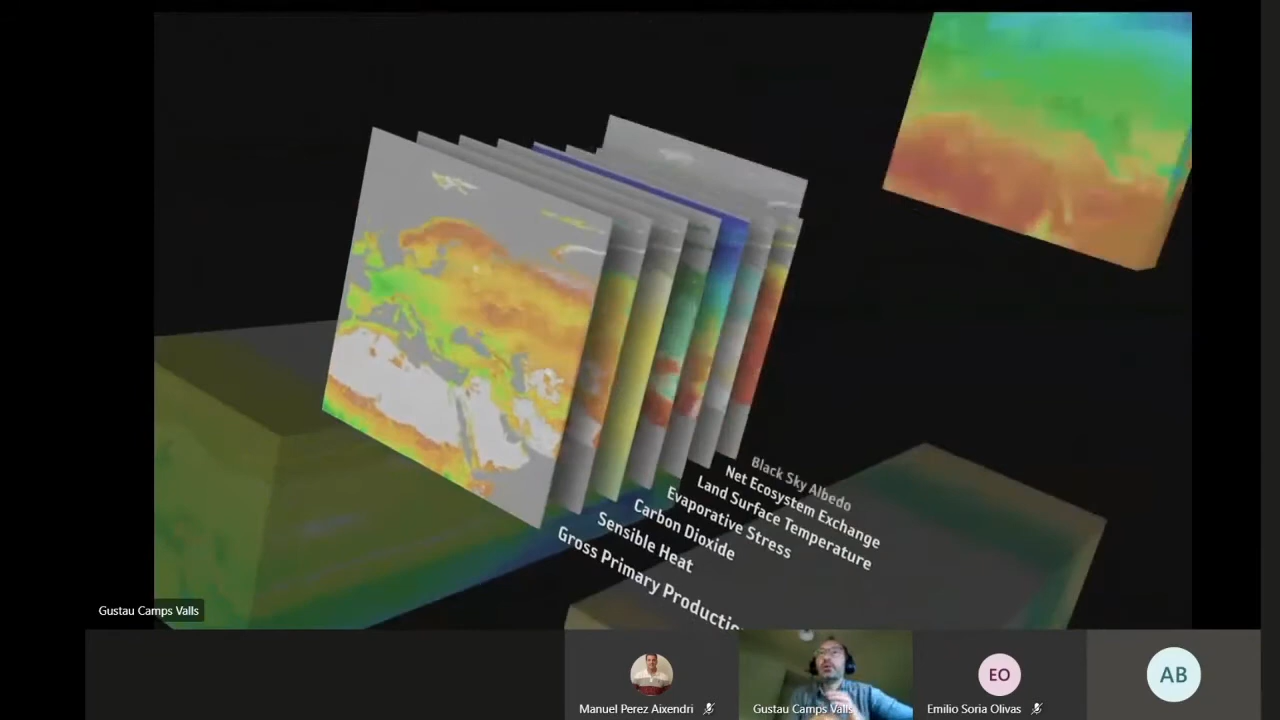 Black Sky Albedo
Net Ecosystem Exchange
Land Surface Temperature
Evaporative Stress
Carbon Dioxide
Sensible Heat
Gross Primary Productio
Gustau Camps Valls
Manuel Perez Aixendri
Gustau Camps Valls
EO
Emilio Soria Olivas
AB